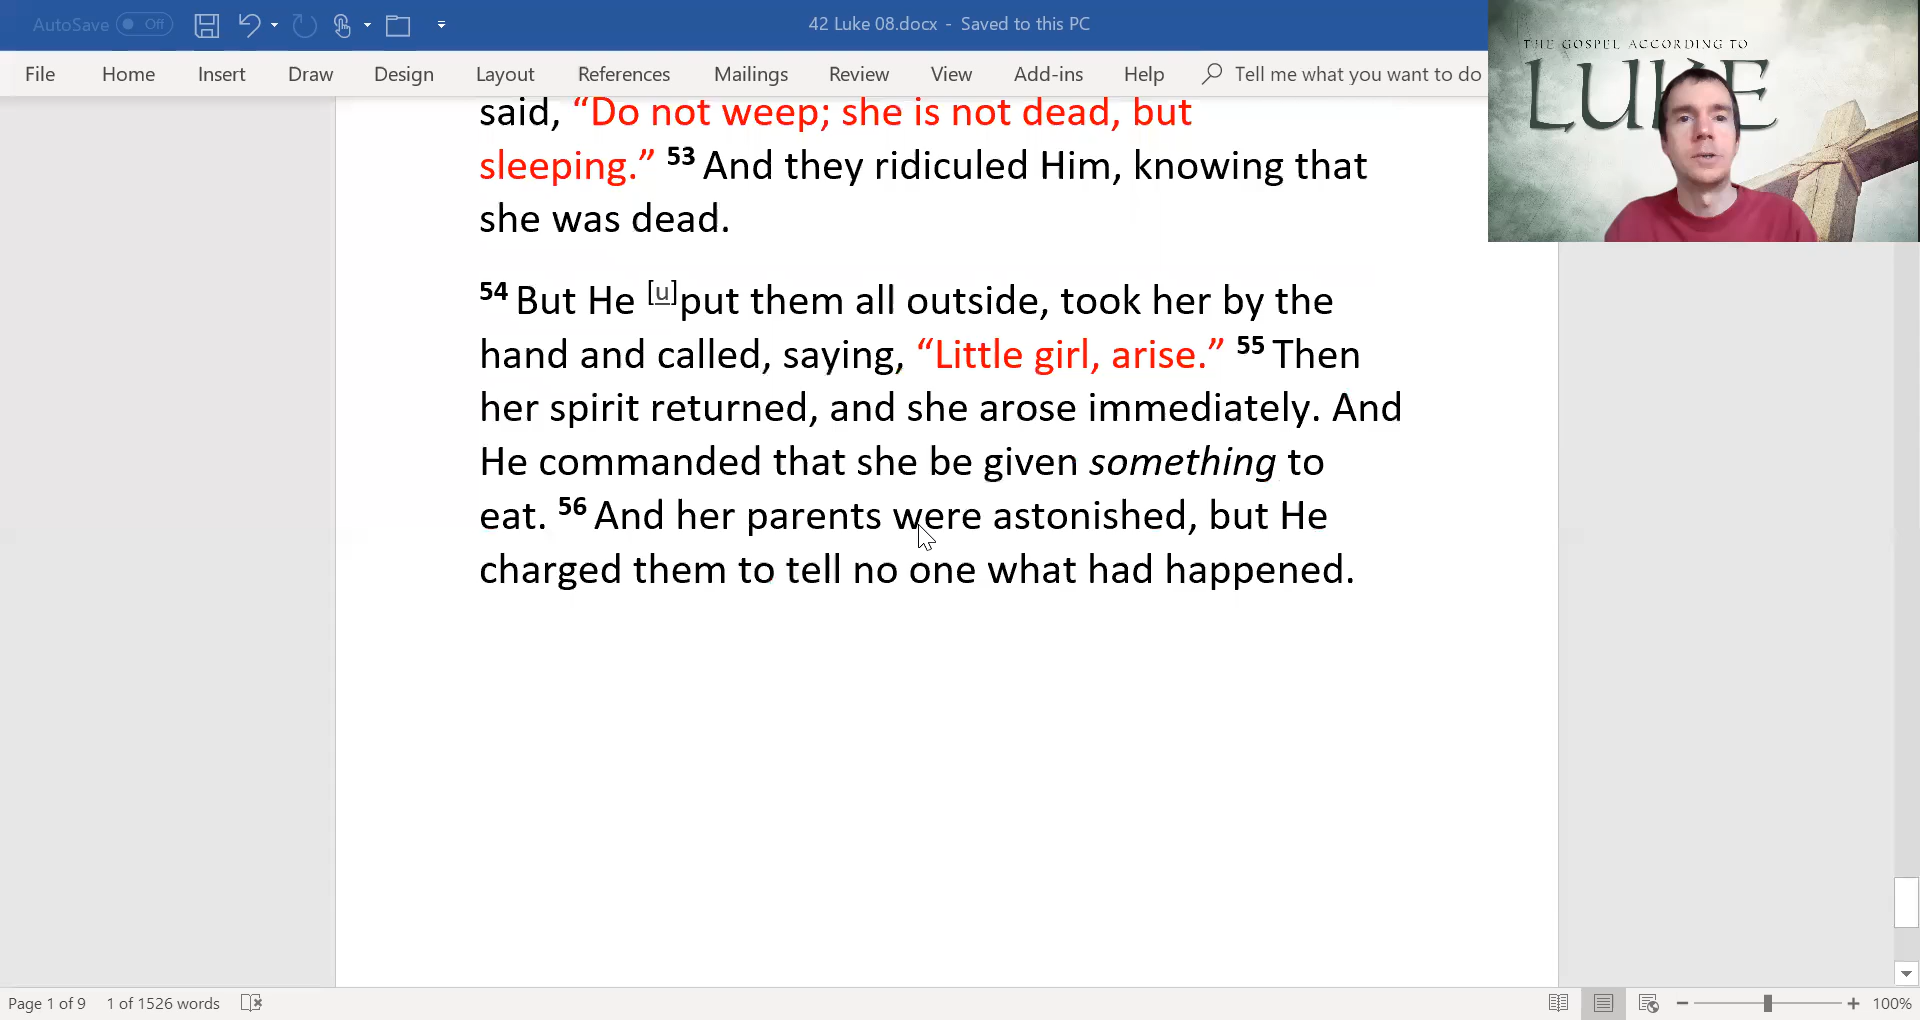 AutoSave Off 42 Luke 08.docx - Saved to this PC
File Home Insert Draw Design Layout References Mailings Review View Add-ins Help Tell me what you want to do
THE GOSPEL ACCORDING TO
LUKE
said, “Do not weep; she is not dead, but
sleeping.” 53 And they ridiculed Him, knowing that
she was dead.
54 But He [u]put them all outside, took her by the
hand and called, saying, “Little girl, arise.” 55 Then
her spirit returned, and she arose immediately. And
He commanded that she be given something to
eat. 56 And her parents were astonished, but He
charged them to tell no one what had happened.
Page 1 of 9 1 of 1526 words 100%